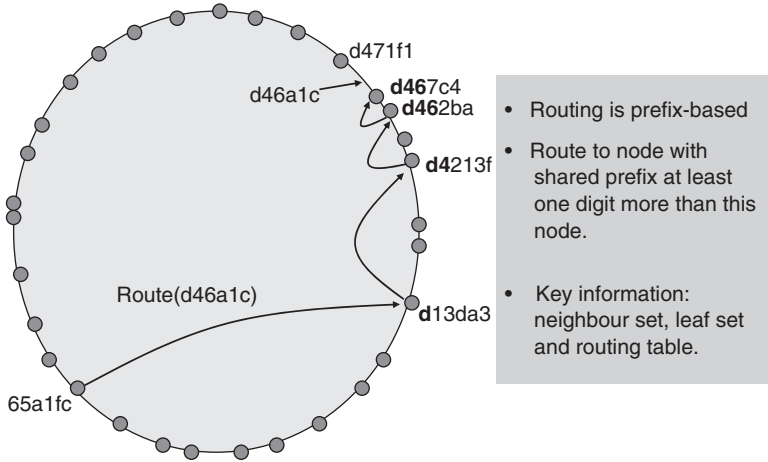 d471f1
d46a1c
d467c4
d462ba
d4213f
Route(d46a1c)
d13da3
65a1fc
• Routing is prefix-based
• Route to node with
shared prefix at least
one digit more than this
node.
• Key information:
neighbour set, leaf set
and routing table.